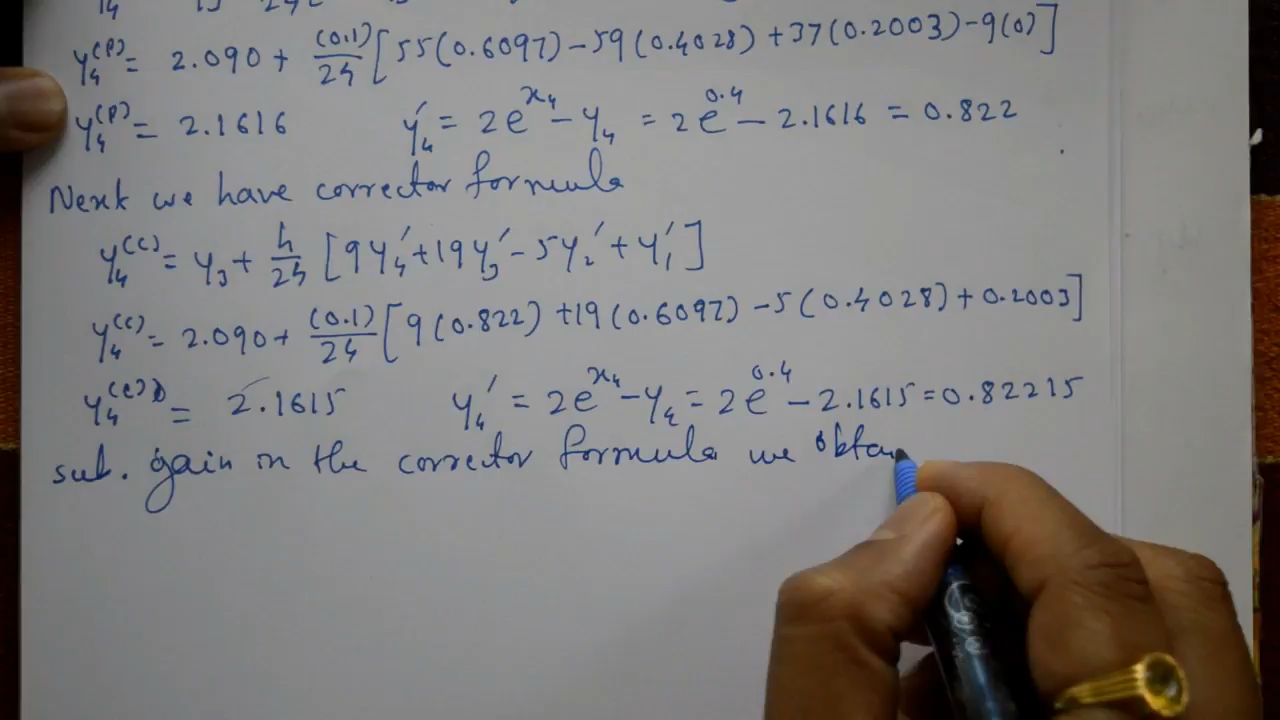 y₄⁽ᴾ⁾ = 2.090 + (0.1)/24 [55(0.6097) - 59(0.4028) + 37(0.2003) - 9(0)]
y₄⁽ᴾ⁾ = 2.1616 y₄' = 2e^x₄ - y₄ = 2e^0.4 - 2.1616 = 0.822
Next we have corrector formula
y₄⁽ᶜ⁾ = y₃ + h/24 [9y₄' + 19y₃' - 5y₂' + y₁']
y₄⁽ᶜ⁾ = 2.090 + (0.1)/24 [9(0.822) + 19(0.6097) - 5(0.4028) + 0.2003]
y₄⁽ᶜ⁾ = 2.1615 y₄' = 2e^x₄ - y₄ = 2e^0.4 - 2.1615 = 0.82215
sub. gain in the corrector formula we obta